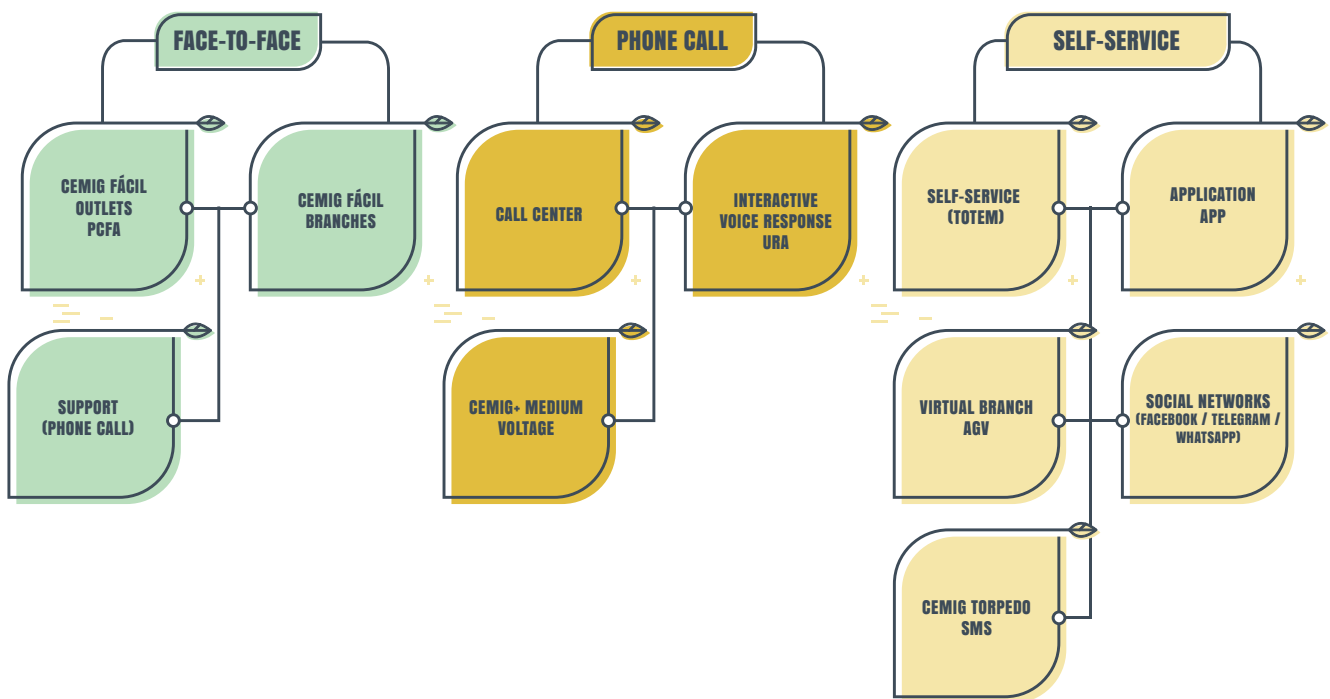 FACE-TO-FACE
CEMIG FÁCIL
OUTLETS
PCFA
CEMIG FÁCIL
BRANCHES
SUPPORT
(PHONE CALL)
PHONE CALL
CALL CENTER
INTERACTIVE
VOICE RESPONSE
URA
CEMIG+ MEDIUM
VOLTAGE
SELF-SERVICE
SELF-SERVICE
(TOTEM)
APPLICATION
APP
VIRTUAL BRANCH
AGV
SOCIAL NETWORKS
(FACEBOOK / TELEGRAM /
WHATSAPP)
CEMIG TORPEDO
SMS